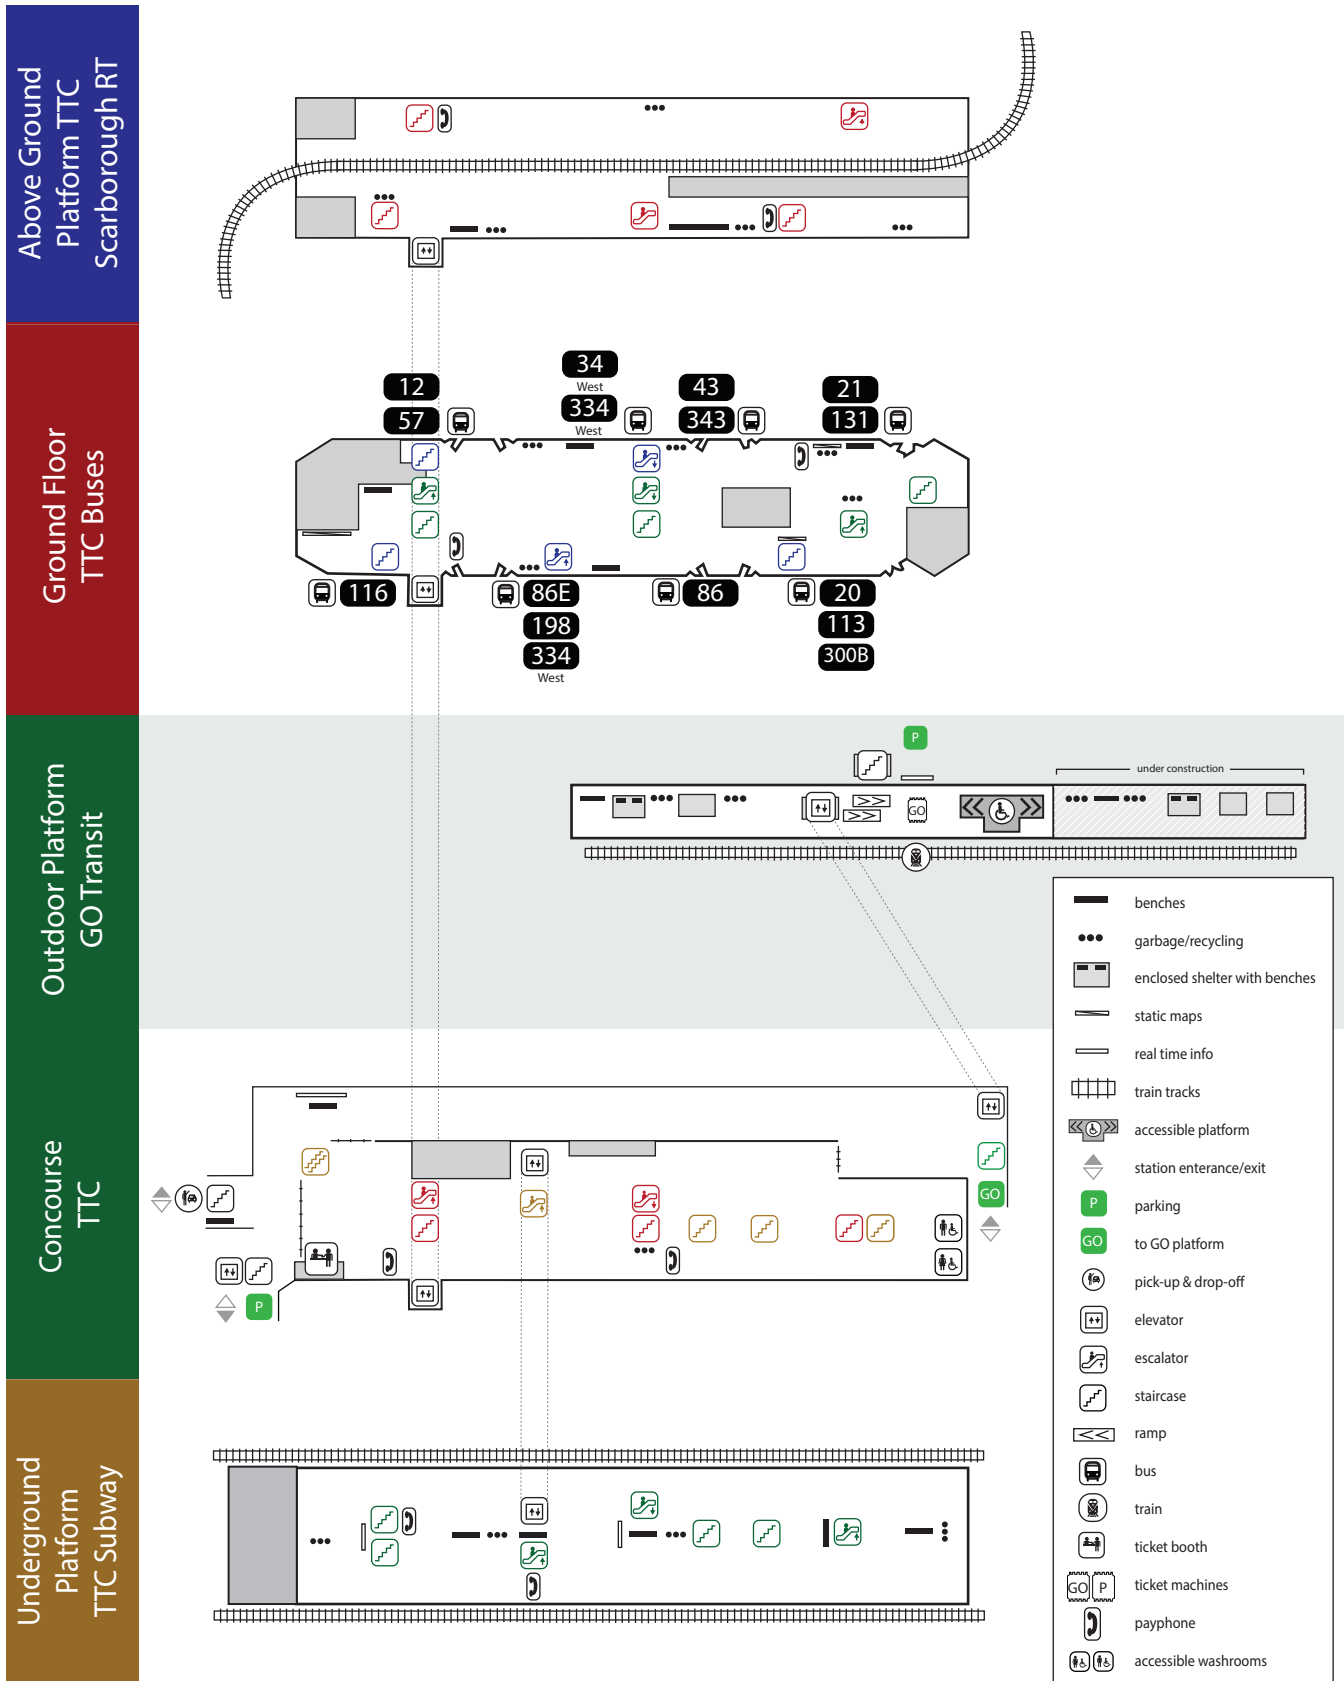 Above Ground
Platform TTC
Scarborough RT
12
57
34
West
334
West
43
343
21
131
Ground Floor
TTC Buses
116
86E
198
334
West
86
20
113
300B
Outdoor Platform
GO Transit
P
under construction
GO
Concourse
TTC
GO
P
Underground
Platform
TTC Subway
benches
garbage/recycling
enclosed shelter with benches
static maps
real time info
train tracks
accessible platform
station enterance/exit
P
parking
GO
to GO platform
pick-up & drop-off
elevator
escalator
staircase
ramp
bus
train
ticket booth
GO P
ticket machines
payphone
accessible washrooms